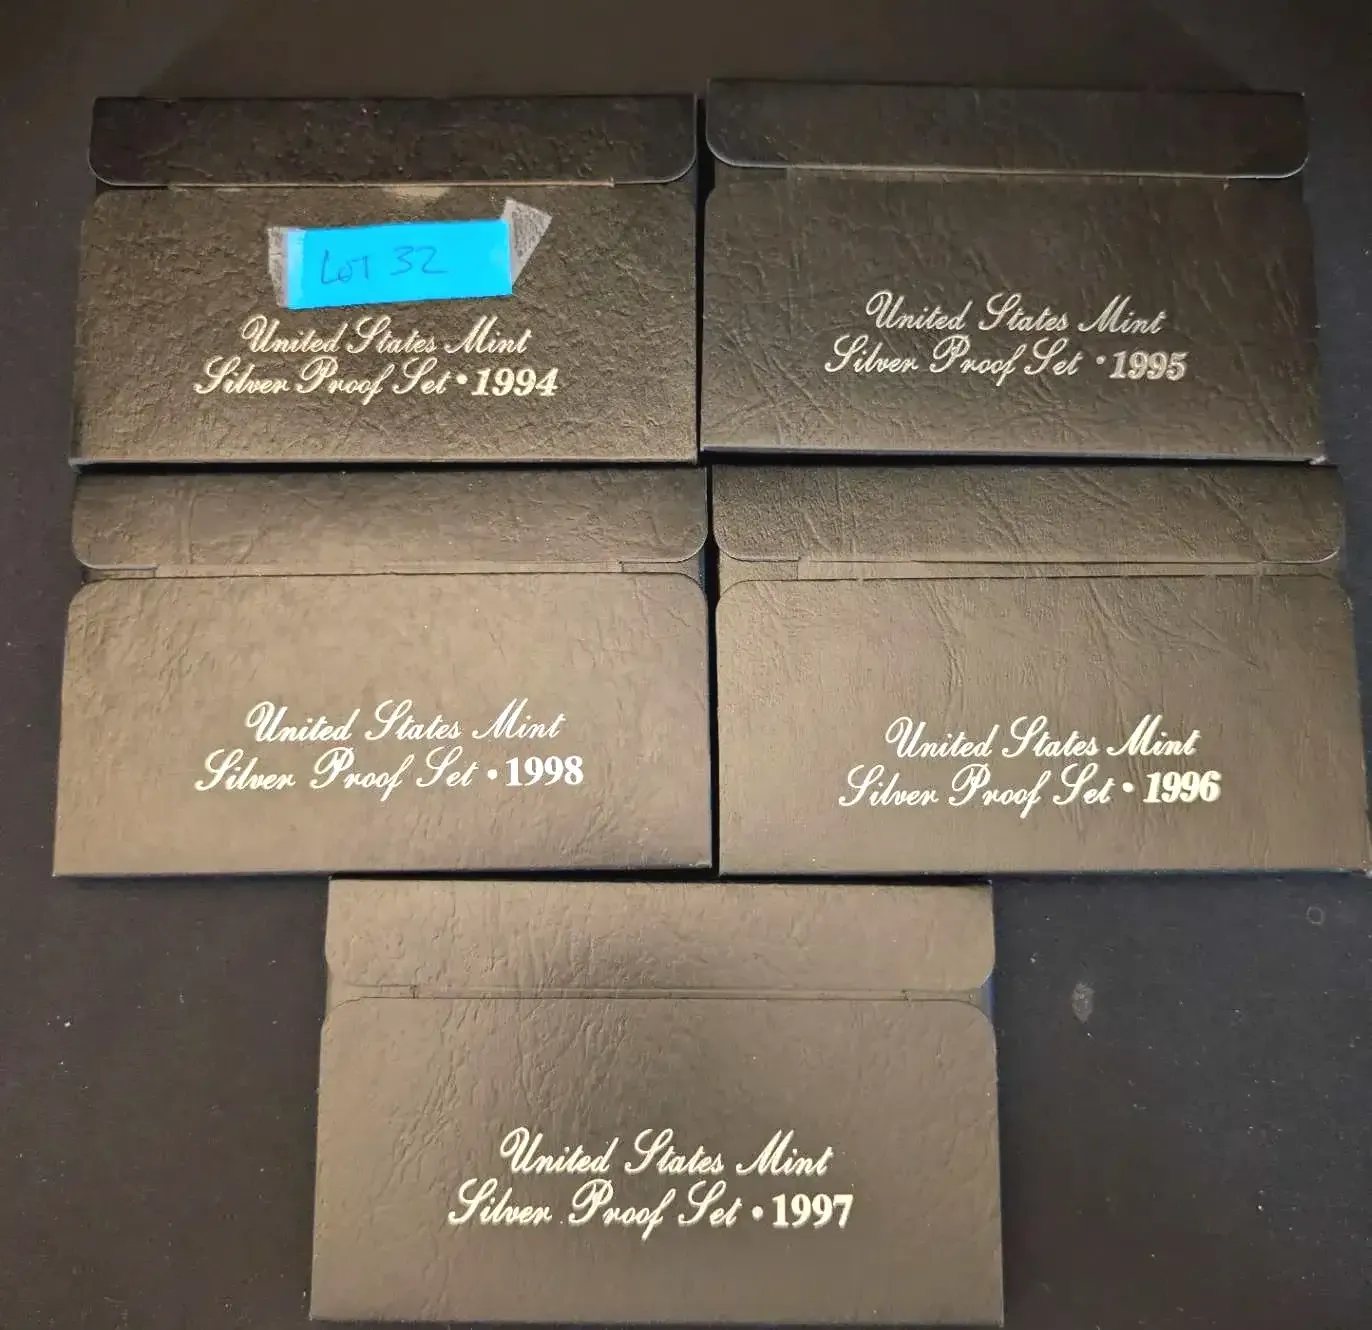 LOT 32
United States Mint
Silver Proof Set • 1994
United States Mint
Silver Proof Set • 1995
United States Mint
Silver Proof Set • 1998
United States Mint
Silver Proof Set • 1996
United States Mint
Silver Proof Set • 1997